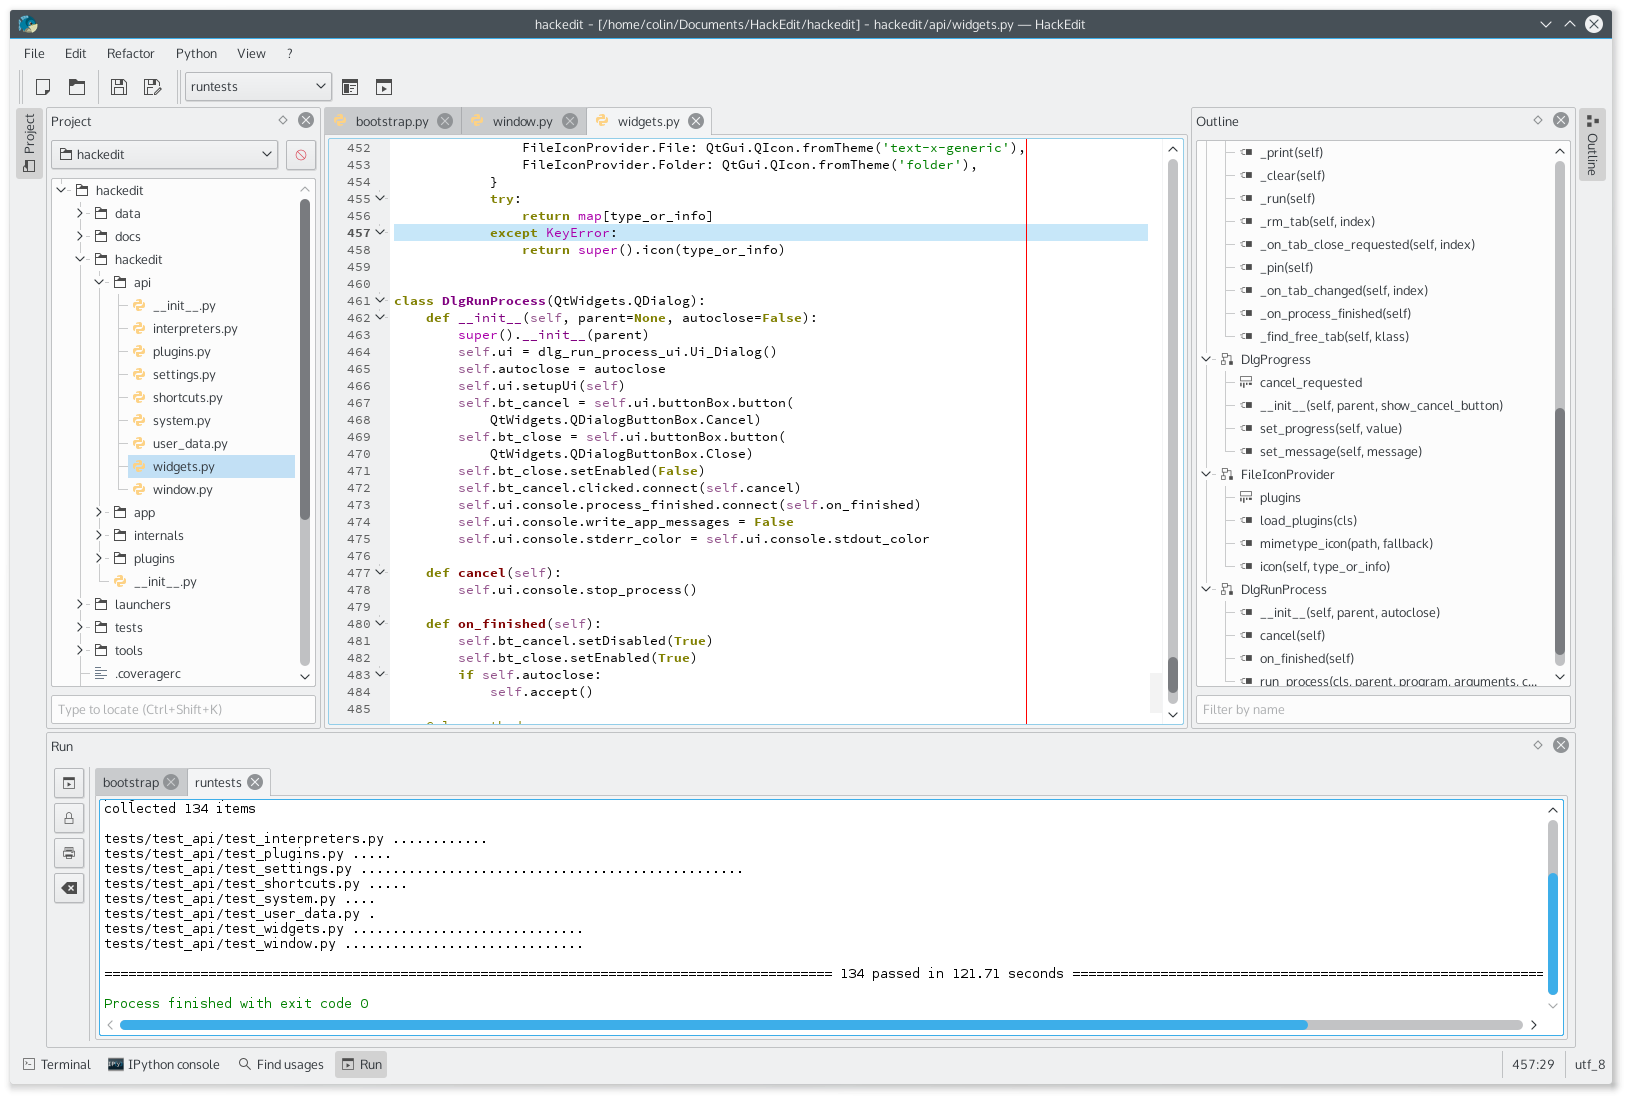 hackedit - [/home/colin/Documents/HackEdit/hackedit] - hackedit/api/widgets.py — HackEdit
File Edit Refactor Python View ?
runtests
Project
Project
hackedit
hackedit
data
docs
hackedit
api
__init__.py
interpreters.py
plugins.py
settings.py
shortcuts.py
system.py
user_data.py
widgets.py
window.py
app
internals
plugins
__init__.py
launchers
tests
tools
.coveragerc
Type to locate (Ctrl+Shift+K)
bootstrap.py window.py widgets.py
452 FileIconProvider.File: QtGui.QIcon.fromTheme('text-x-generic'),
453 FileIconProvider.Folder: QtGui.QIcon.fromTheme('folder'),
454 }
455 try:
456 return map[type_or_info]
457 except KeyError:
458 return super().icon(type_or_info)
459
460
461 class DlgRunProcess(QtWidgets.QDialog):
462 def __init__(self, parent=None, autoclose=False):
463 super().__init__(parent)
464 self.ui = dlg_run_process_ui.Ui_Dialog()
465 self.autoclose = autoclose
466 self.ui.setupUi(self)
467 self.bt_cancel = self.ui.buttonBox.button(
468 QtWidgets.QDialogButtonBox.Cancel)
469 self.bt_close = self.ui.buttonBox.button(
470 QtWidgets.QDialogButtonBox.Close)
471 self.bt_close.setEnabled(False)
472 self.bt_cancel.clicked.connect(self.cancel)
473 self.ui.console.process_finished.connect(self.on_finished)
474 self.ui.console.write_app_messages = False
475 self.ui.console.stderr_color = self.ui.console.stdout_color
476
477 def cancel(self):
478 self.ui.console.stop_process()
479
480 def on_finished(self):
481 self.bt_cancel.setDisabled(True)
482 self.bt_close.setEnabled(True)
483 if self.autoclose:
484 self.accept()
485
Outline
Outline
_print(self)
_clear(self)
_run(self)
_rm_tab(self, index)
_on_tab_close_requested(self, index)
_pin(self)
_on_tab_changed(self, index)
_on_process_finished(self)
_find_free_tab(self, klass)
DlgProgress
cancel_requested
__init__(self, parent, show_cancel_button)
set_progress(self, value)
set_message(self, message)
FileIconProvider
plugins
load_plugins(cls)
mimetype_icon(path, fallback)
icon(self, type_or_info)
DlgRunProcess
__init__(self, parent, autoclose)
cancel(self)
on_finished(self)
run_process(cls, parent, program, arguments, c...
Filter by name
Run
bootstrap runtests
collected 134 items
tests/test_api/test_interpreters.py ............
tests/test_api/test_plugins.py .....
tests/test_api/test_settings.py ................................................
tests/test_api/test_shortcuts.py .....
tests/test_api/test_system.py ....
tests/test_api/test_user_data.py .
tests/test_api/test_widgets.py .............................
tests/test_api/test_window.py ..............................
=========================================================================================== 134 passed in 121.71 seconds ===========================================================
Process finished with exit code 0
Terminal IPython console Find usages Run 457:29 utf_8